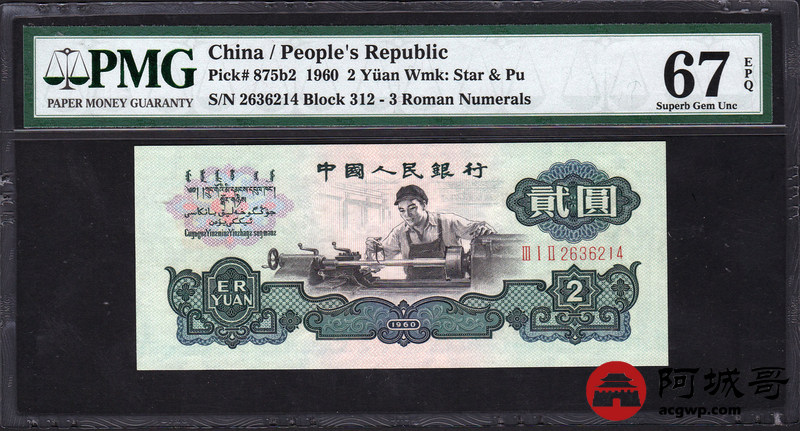 PMG
PAPER MONEY GUARANTY
China / People's Republic
Pick# 875b2 1960 2 Yüan Wmk: Star & Pu
S/N 2636214 Block 312 - 3 Roman Numerals
67 EPQ
Superb Gem Unc
中國人民銀行
貳圓
III I II 2636214
ER
YUAN
1960
2
阿城哥
acgwp.com